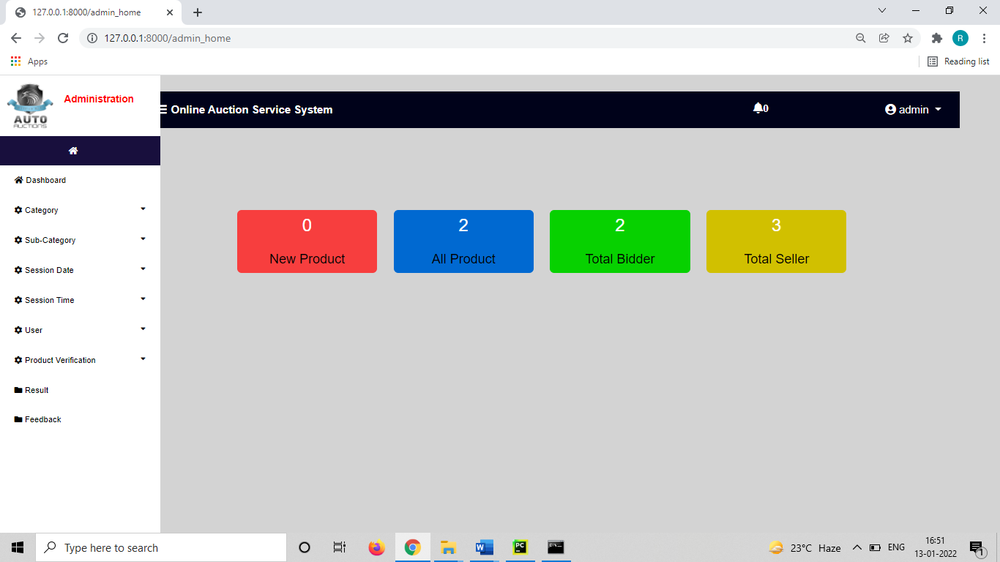 127.0.0.1:8000/admin_home
127.0.0.1:8000/admin_home
R
Apps
Reading list
AUTO
AUCTIONS
Administration
Online Auction Service System
0
admin
Dashboard
Category
Sub-Category
Session Date
Session Time
User
Product Verification
Result
Feedback
0
New Product
2
All Product
2
Total Bidder
3
Total Seller
Type here to search
W
PC
23°C Haze
ENG
16:51
13-01-2022
1